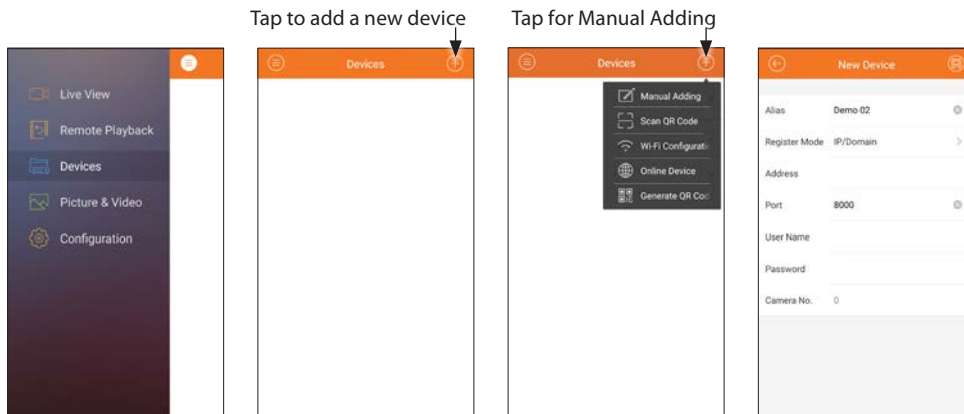 Tap to add a new device
Tap for Manual Adding
Live View
Remote Playback
Devices
Picture & Video
Configuration
Devices
Devices
Manual Adding
Scan QR Code
Wi-Fi Configurati
Online Device
Generate QR Cod
New Device
Alias Demo 02
Register Mode IP/Domain
Address
Port 8000
User Name
Password
Camera No. 0